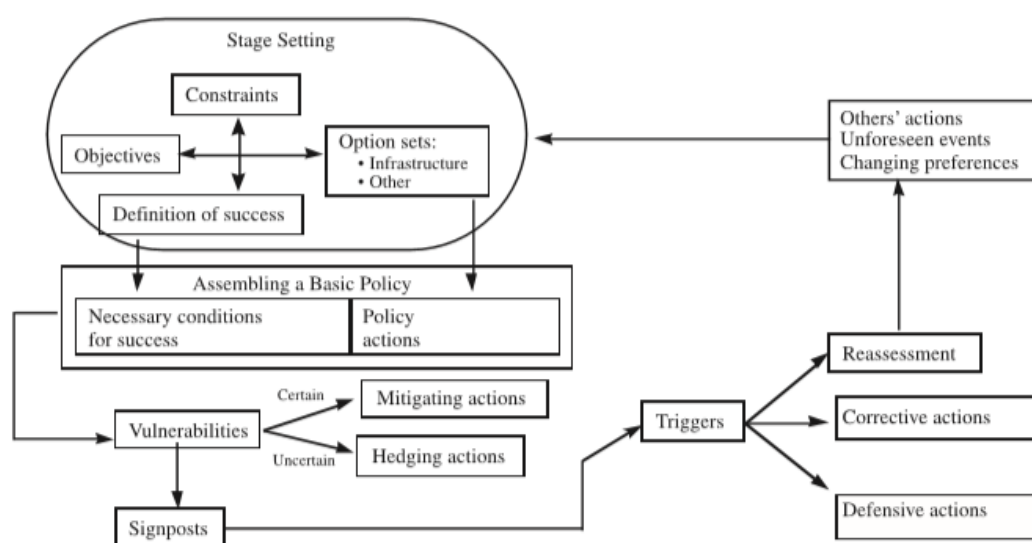 Stage Setting
Constraints
Objectives
Option sets:
• Infrastructure
• Other
Definition of success
Others' actions
Unforeseen events
Changing preferences
Assembling a Basic Policy
Necessary conditions
for success
Policy
actions
Reassessment
Certain
Mitigating actions
Vulnerabilities
Triggers
Corrective actions
Uncertain
Hedging actions
Signposts
Defensive actions